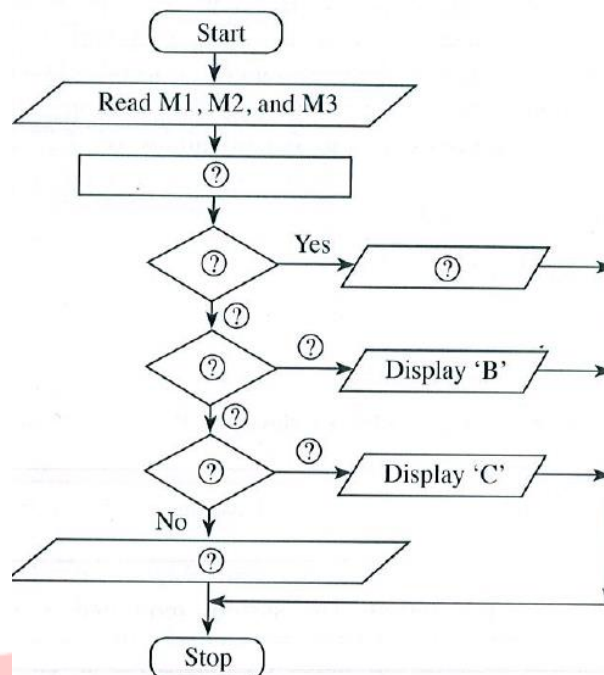 Start
Read M1, M2, and M3
?
?
Yes
?
?
?
?
Display ‘B’
?
?
?
Display ‘C’
No
?
Stop